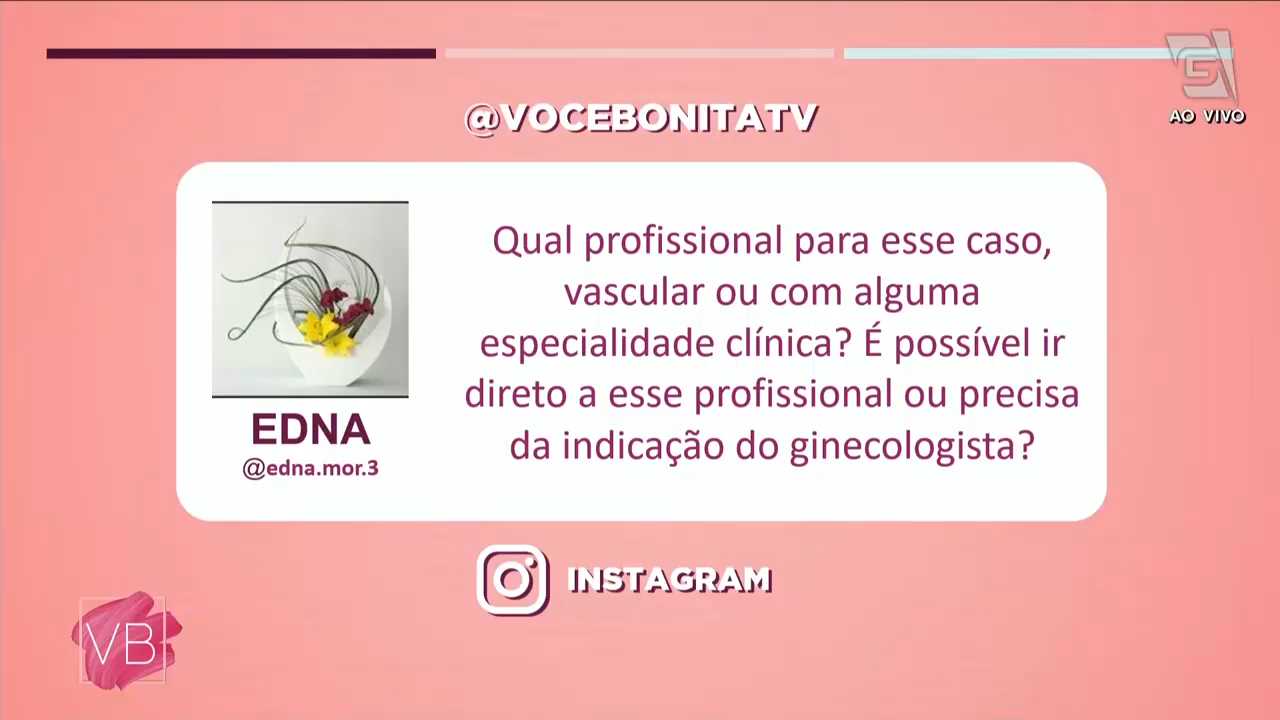 @VOCEBONITATV
AO VIVO
Qual profissional para esse caso,
vascular ou com alguma
especialidade clínica? É possível ir
direto a esse profissional ou precisa
da indicação do ginecologista?
EDNA
@edna.mor.3
INSTAGRAM
VB